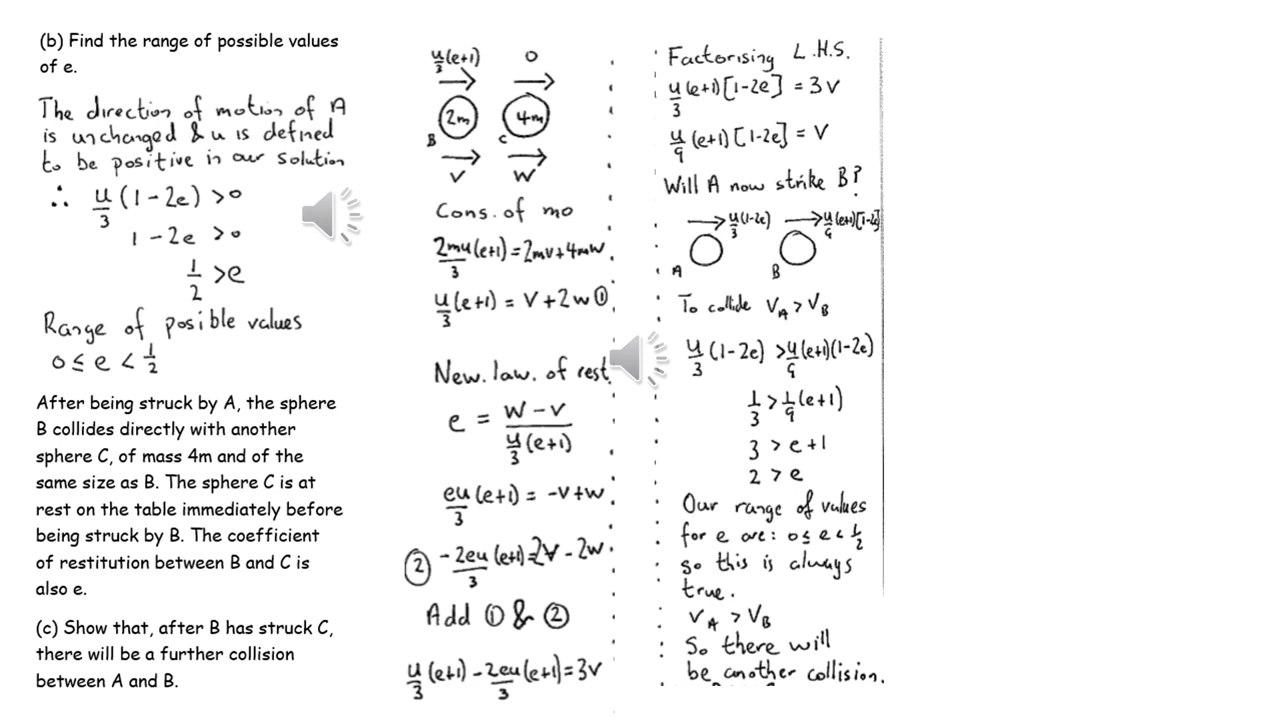 (b) Find the range of possible values
of e.
The direction of motion of A
is unchanged & u is defined
to be positive in our solution
∴ u/3 (1-2e) >0
1-2e >0
1/2 >e
Range of posible values
0 ≤ e < 1/2
After being struck by A, the sphere
B collides directly with another
sphere C, of mass 4m and of the
same size as B. The sphere C is at
rest on the table immediately before
being struck by B. The coefficient
of restitution between B and C is
also e.
(c) Show that, after B has struck C,
there will be a further collision
between A and B.
u/3(e+1) 0
2m 4m
B C
V W
Cons. of mo
2mu/3(e+1)=2mv+4mw
u/3(e+1) = V+2w ①
New. law. of rest
e = (W-V)/(u/3(e+1))
eu/3(e+1) = -V+w
② -2eu/3(e+1)=2V-2w
Add ① & ②
u/3(e+1)-2eu/3(e+1)=3V
Factorising L.H.S.
u/3(e+1)[1-2e] = 3V
u/9(e+1)[1-2e] = V
Will A now strike B?
u/3(1-2e) u/9(e+1)[1-2e]
A B
To collide VA > VB
u/3(1-2e) >u/9(e+1)(1-2e)
1/3 > 1/9(e+1)
3 > e+1
2 > e
Our range of values
for e are: 0 ≤ e < 1/2
so this is always
true.
VA > VB
So there will
be another collision.